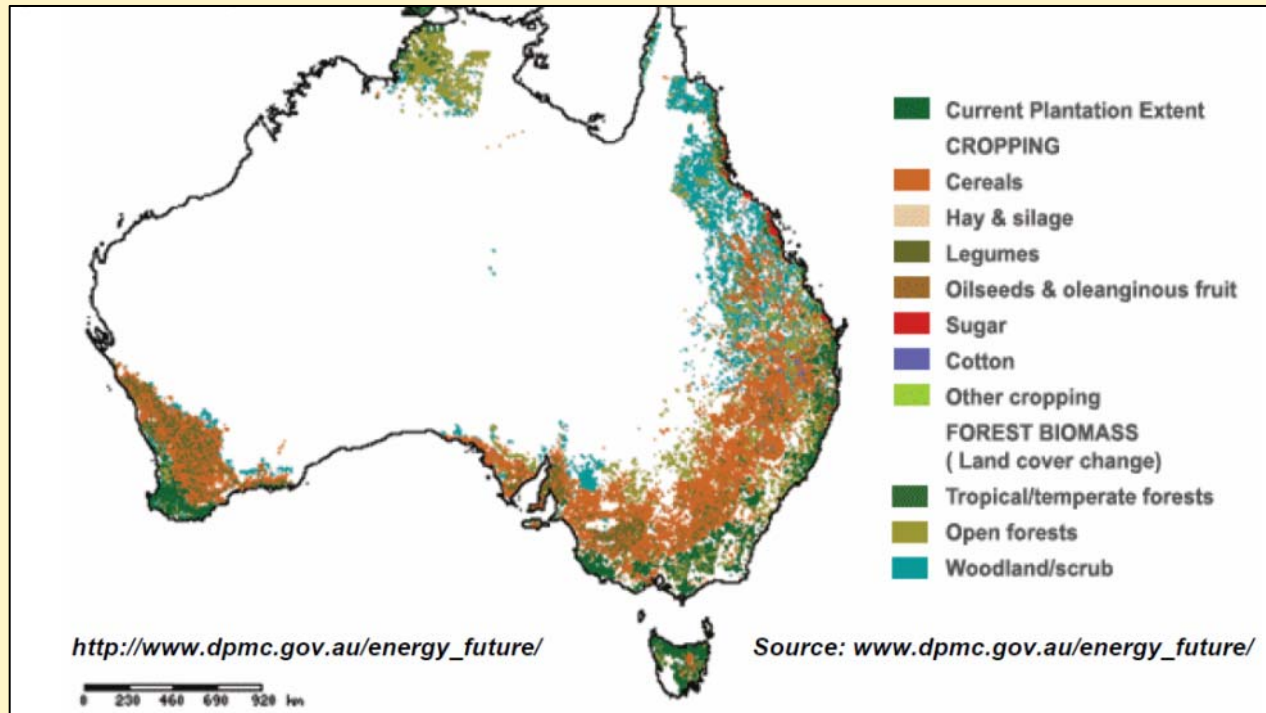 Current Plantation Extent
CROPPING
Cereals
Hay & silage
Legumes
Oilseeds & oleanginous fruit
Sugar
Cotton
Other cropping
FOREST BIOMASS
( Land cover change)
Tropical/temperate forests
Open forests
Woodland/scrub
http://www.dpmc.gov.au/energy_future/
Source: www.dpmc.gov.au/energy_future/
0 230 460 690 920 km